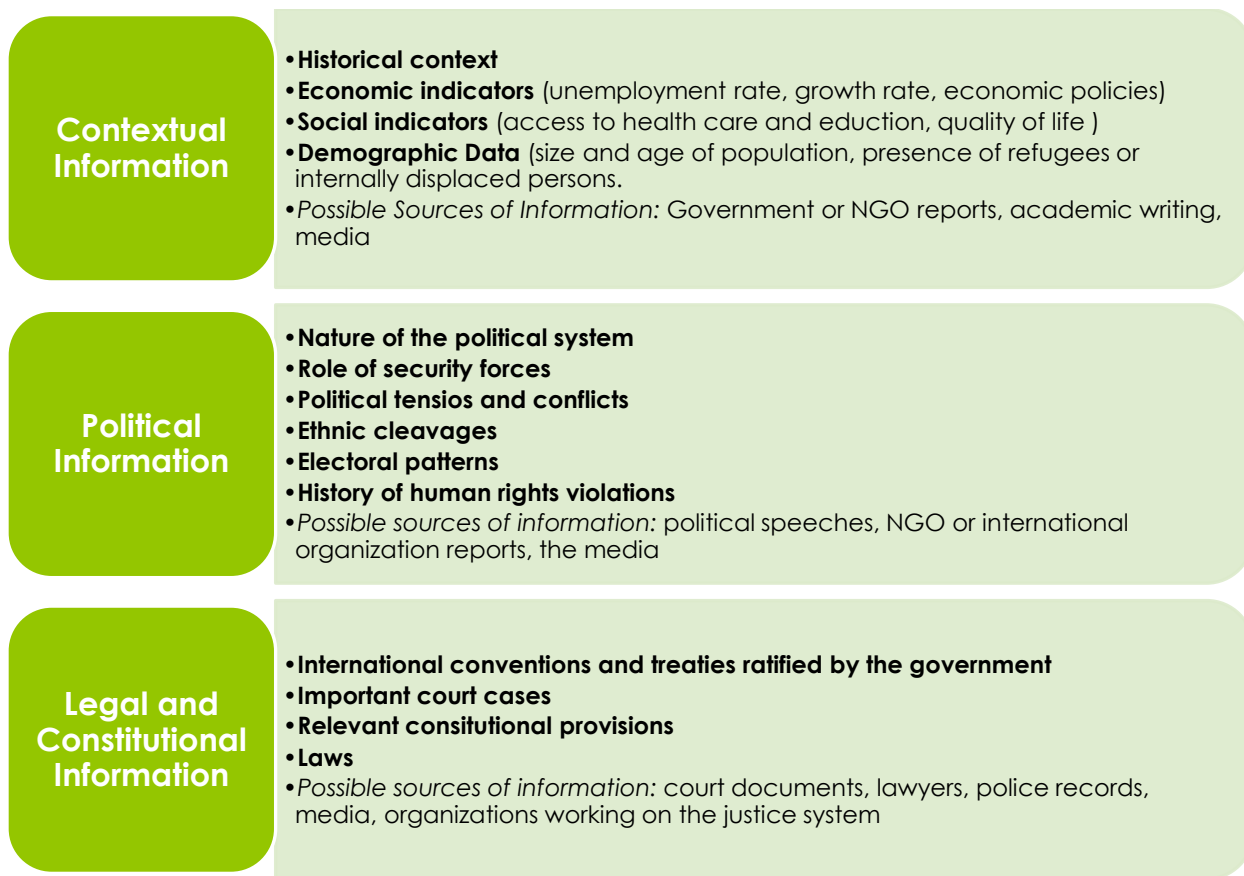 Contextual
Information
•Historical context
•Economic indicators (unemployment rate, growth rate, economic policies)
•Social indicators (access to health care and eduction, quality of life )
•Demographic Data (size and age of population, presence of refugees or
internally displaced persons.
•Possible Sources of Information: Government or NGO reports, academic writing,
media
Political
Information
•Nature of the political system
•Role of security forces
•Political tensios and conflicts
•Ethnic cleavages
•Electoral patterns
•History of human rights violations
•Possible sources of information: political speeches, NGO or international
organization reports, the media
Legal and
Constitutional
Information
•International conventions and treaties ratified by the government
•Important court cases
•Relevant consitutional provisions
•Laws
•Possible sources of information: court documents, lawyers, police records,
media, organizations working on the justice system